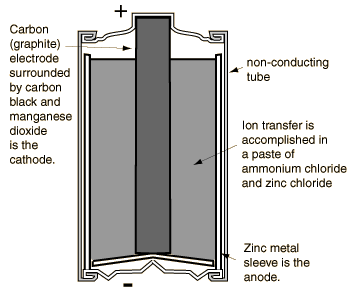 +
Carbon
(graphite)
electrode
surrounded
by carbon
black and
manganese
dioxide
is the
cathode.
non-conducting
tube
Ion transfer is
accomplished in
a paste of
ammonium chloride
and zinc chloride
Zinc metal
sleeve is the
anode.
-